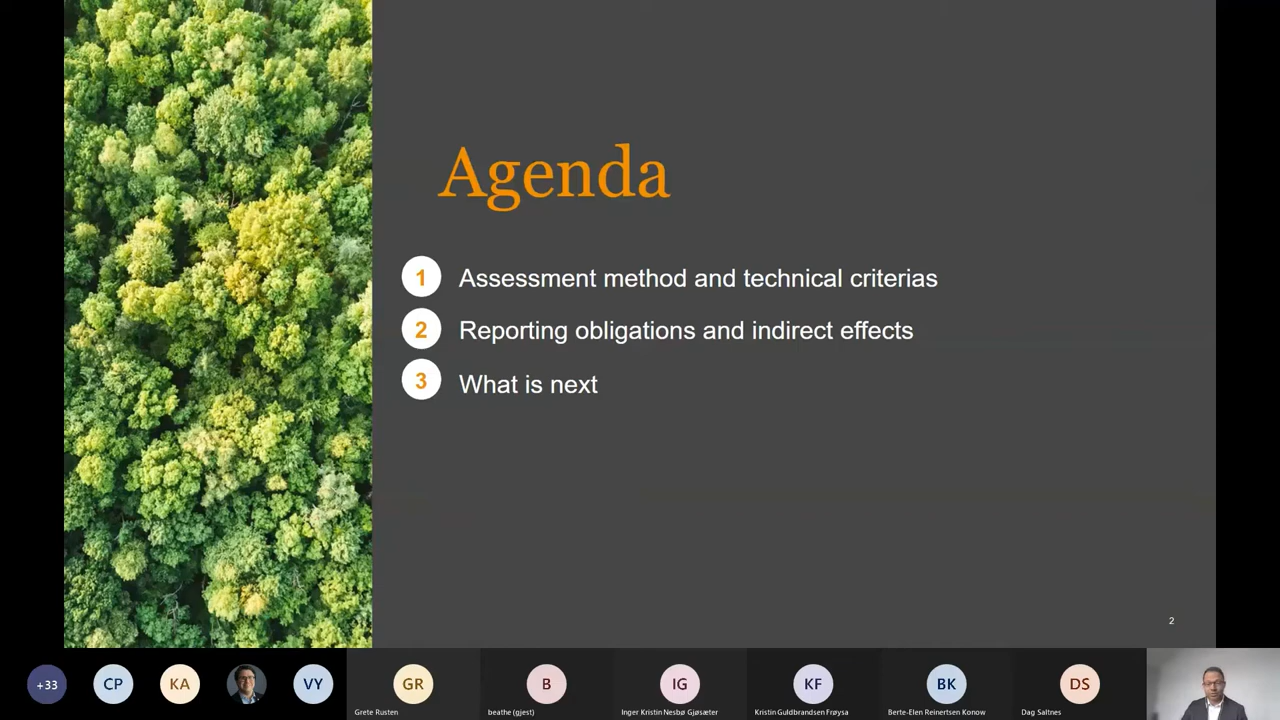 Agenda
1 Assessment method and technical criterias
2 Reporting obligations and indirect effects
3 What is next
2
+33 CP KA VY GR B IG KF BK DS
Grete Rusten beathe (gjest) Inger Kristin Nesbø Gjøsæter Kristin Guldbrandsen Frøysa Berte-Elen Reinertsen Konow Dag Saltnes